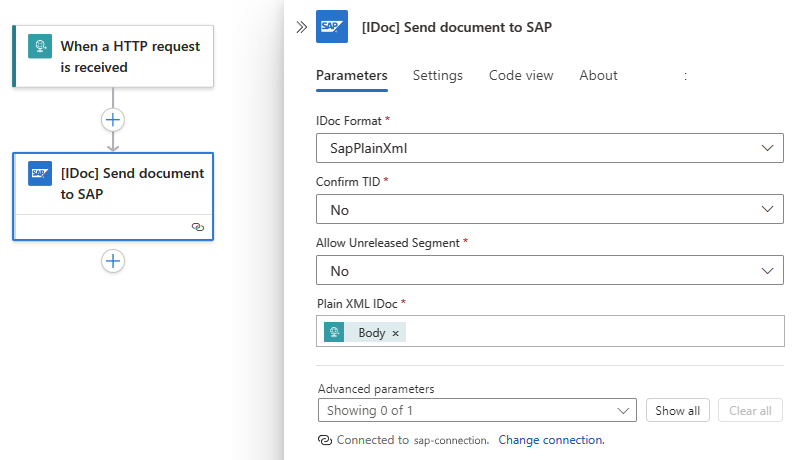 When a HTTP request
is received
SAP
[IDoc] Send document
to SAP
SAP
[IDoc] Send document to SAP
Parameters Settings Code view About :
IDoc Format *
SapPlainXml
Confirm TID *
No
Allow Unreleased Segment *
No
Plain XML IDoc *
Body ×
Advanced parameters
Showing 0 of 1 Show all Clear all
Connected to sap-connection. Change connection.